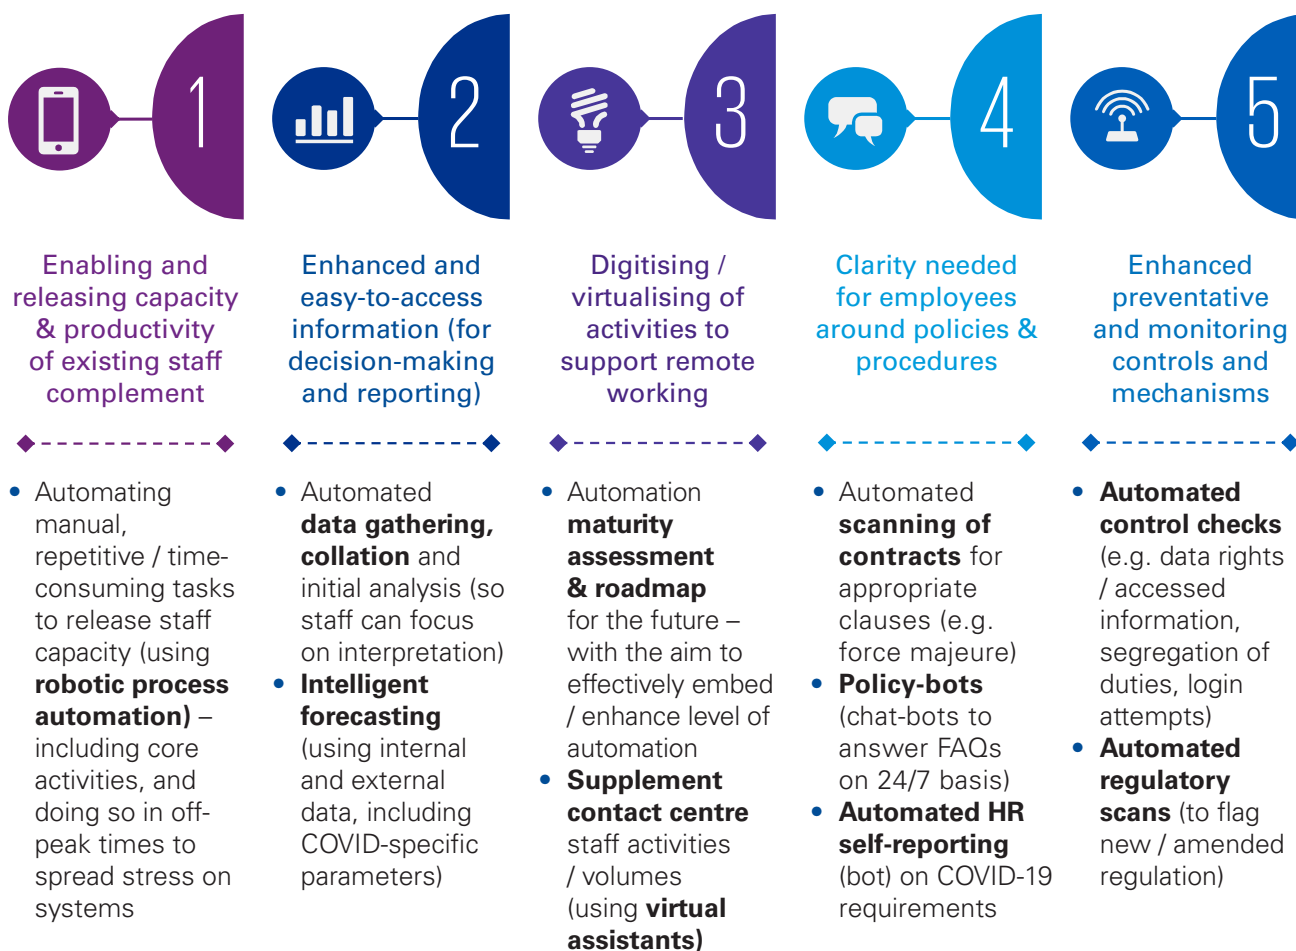 1
Enabling and
releasing capacity
& productivity
of existing staff
complement
• Automating
manual,
repetitive / time-
consuming tasks
to release staff
capacity (using
robotic process
automation) –
including core
activities, and
doing so in off-
peak times to
spread stress on
systems
2
Enhanced and
easy-to-access
information (for
decision-making
and reporting)
• Automated
data gathering,
collation and
initial analysis (so
staff can focus
on interpretation)
• Intelligent
forecasting
(using internal
and external
data, including
COVID-specific
parameters)
3
Digitising /
virtualising of
activities to
support remote
working
• Automation
maturity
assessment
& roadmap
for the future –
with the aim to
effectively embed
/ enhance level of
automation
• Supplement
contact centre
staff activities
/ volumes
(using virtual
assistants)
4
Clarity needed
for employees
around policies &
procedures
• Automated
scanning of
contracts for
appropriate
clauses (e.g.
force majeure)
• Policy-bots
(chat-bots to
answer FAQs
on 24/7 basis)
• Automated HR
self-reporting
(bot) on COVID-19
requirements
5
Enhanced
preventative
and monitoring
controls and
mechanisms
• Automated
control checks
(e.g. data rights
/ accessed
information,
segregation of
duties, login
attempts)
• Automated
regulatory
scans (to flag
new / amended
regulation)